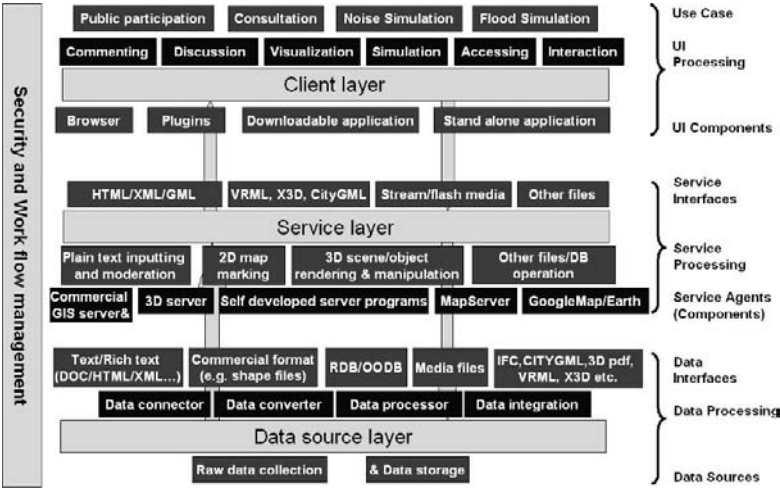 Security and Work flow management
Public participation
Consultation
Noise Simulation
Flood Simulation
Use Case
Commenting
Discussion
Visualization
Simulation
Accessing
Interaction
UI
Processing
Client layer
Browser
Plugins
Downloadable application
Stand alone application
UI Components
HTML/XML/GML
VRML, X3D, CityGML
Stream/flash media
Other files
Service
Interfaces
Service layer
Plain text inputting
and moderation
2D map
marking
3D scene/object
rendering & manipulation
Other files/DB
operation
Service
Processing
Commercial
GIS server&
3D server
Self developed server programs
MapServer
GoogleMap/Earth
Service Agents
(Components)
Text/Rich text
(DOC/HTML/XML...)
Commercial format
(e.g. shape files)
RDB/OODB
Media files
IFC,CITYGML,3D pdf,
VRML, X3D etc.
Data
Interfaces
Data connector
Data converter
Data processor
Data integration
Data Processing
Data source layer
Raw data collection
& Data storage
Data Sources